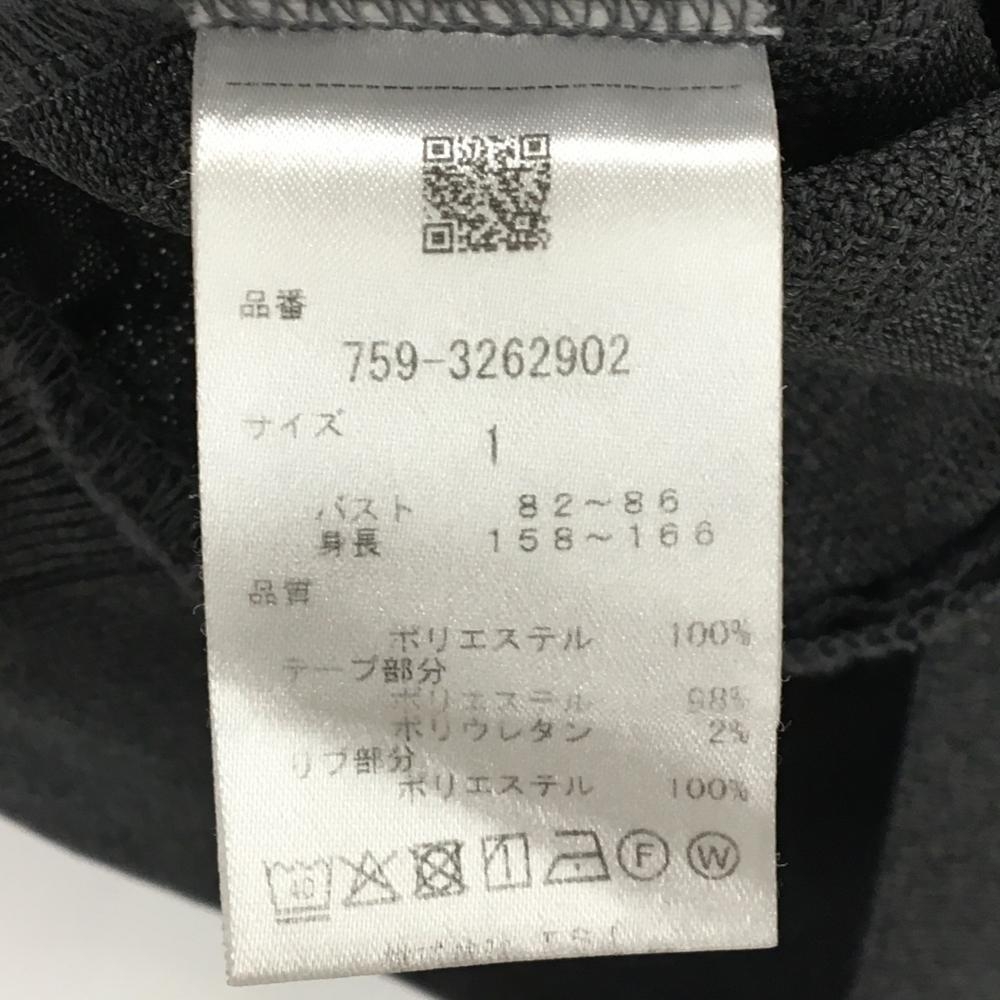 品番
759-3262902
サイズ
1
バスト 82～86
身長 158～166
品質
ポリエステル 100%
テープ部分
ポリエステル 98%
ポリウレタン 2%
リブ部分
ポリエステル 100%
40 F W